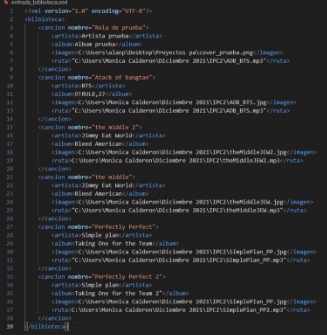 entrada_biblioteca.xml
1 <?xml version="1.0" encoding="UTF-8"?>
2 <bilbioteca>
3 <cancion nombre="Rola de prueba">
4 <artista>Artista prueba</artista>
5 <album>Album prueba</album>
6 <imagen>C:\Users\alanp\Desktop\Proyectos pa\cover_prueba.png</imagen>
7 <ruta>"C:\Users\Monica Calderon\Diciembre 2021\IPC2\AOB_BTS.mp3"</ruta>
8 </cancion>
9 <cancion nombre="Atack of bangtan">
10 <artista>BTS</artista>
11 <album></album>
12 <imagen>C:\Users\Monica Calderon\Diciembre 2021\IPC2\AOB_BTS.jpg</imagen>
13 <ruta>"C:\Users\Monica Calderon\Diciembre 2021\IPC2\AOB_BTS.mp3"</ruta>
14 </cancion>
15 <cancion nombre="the middle 2">
16 <artista>Jimmy Eat World</artista>
17 <album>Bleed American</album>
18 <imagen>C:\Users\Monica Calderon\Diciembre 2021\IPC2\theMiddleJEW2.jpg</imagen>
19 <ruta>C:\Users\Monica Calderon\Diciembre 2021\IPC2\theMiddleJEW2.mp3</ruta>
20 </cancion>
21 <cancion nombre="the middle">
22 <artista>Jimmy Eat World</artista>
23 <album>Bleed American</album>
24 <imagen>C:\Users\Monica Calderon\Diciembre 2021\IPC2\theMiddleJEW.jpg</imagen>
25 <ruta>"C:\Users\Monica Calderon\Diciembre 2021\IPC2\theMiddleJEW.mp3"</ruta>
26 </cancion>
27 <cancion nombre="Perfectly Perfect">
28 <artista>Simple plan</artista>
29 <album>Taking One for the Team</album>
30 <imagen>C:\Users\Monica Calderon\Diciembre 2021\IPC2\SimplePlan_PP.jpg</imagen>
31 <ruta>"C:\Users\Monica Calderon\Diciembre 2021\IPC2\SimplePlan_PP.mp3"</ruta>
32 </cancion>
33 <cancion nombre="Perfectly Perfect 2">
34 <artista>Simple plan</artista>
35 <album>Taking One for the Team 2</album>
36 <imagen>C:\Users\Monica Calderon\Diciembre 2021\IPC2\SimplePlan_PP.jpg</imagen>
37 <ruta>"C:\Users\Monica Calderon\Diciembre 2021\IPC2\SimplePlan_PP2.mp3"</ruta>
38 </cancion>
39 </bilbioteca>